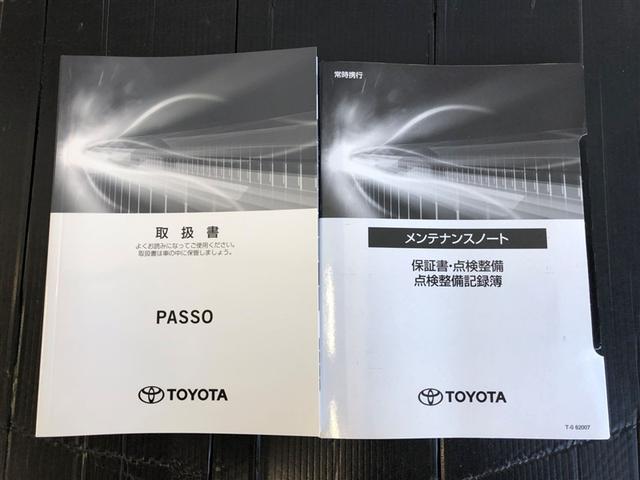 取扱書
よくお読みになってご使用ください。
取扱書は車の中に保管しましょう。
PASSO
TOYOTA
常時携行
メンテナンスノート
保証書・点検整備
点検整備記録簿
TOYOTA
T-0 62007